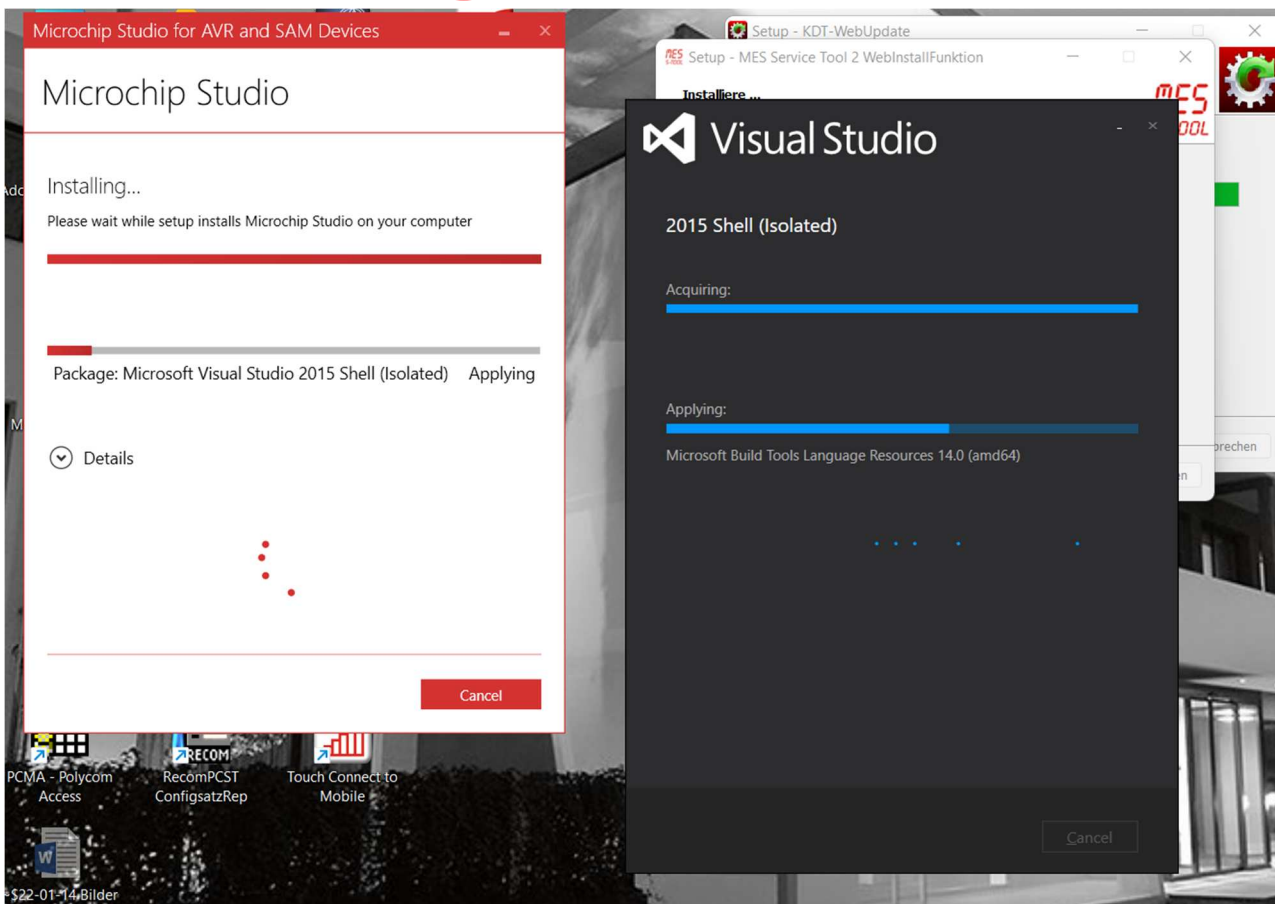 Microchip Studio for AVR and SAM Devices
Microchip Studio
Installing...
Please wait while setup installs Microchip Studio on your computer
Package: Microsoft Visual Studio 2015 Shell (Isolated) Applying
Details
Cancel
Setup - KDT-WebUpdate
Setup - MES Service Tool 2 WebInstallFunktion
Installiere ...
MES
Visual Studio
2015 Shell (Isolated)
Acquiring:
Applying:
Microsoft Build Tools Language Resources 14.0 (amd64)
Cancel
RECOM
PCMA - Polycom
Access
RecomPCST
ConfigsatzRep
Touch Connect to
Mobile
W